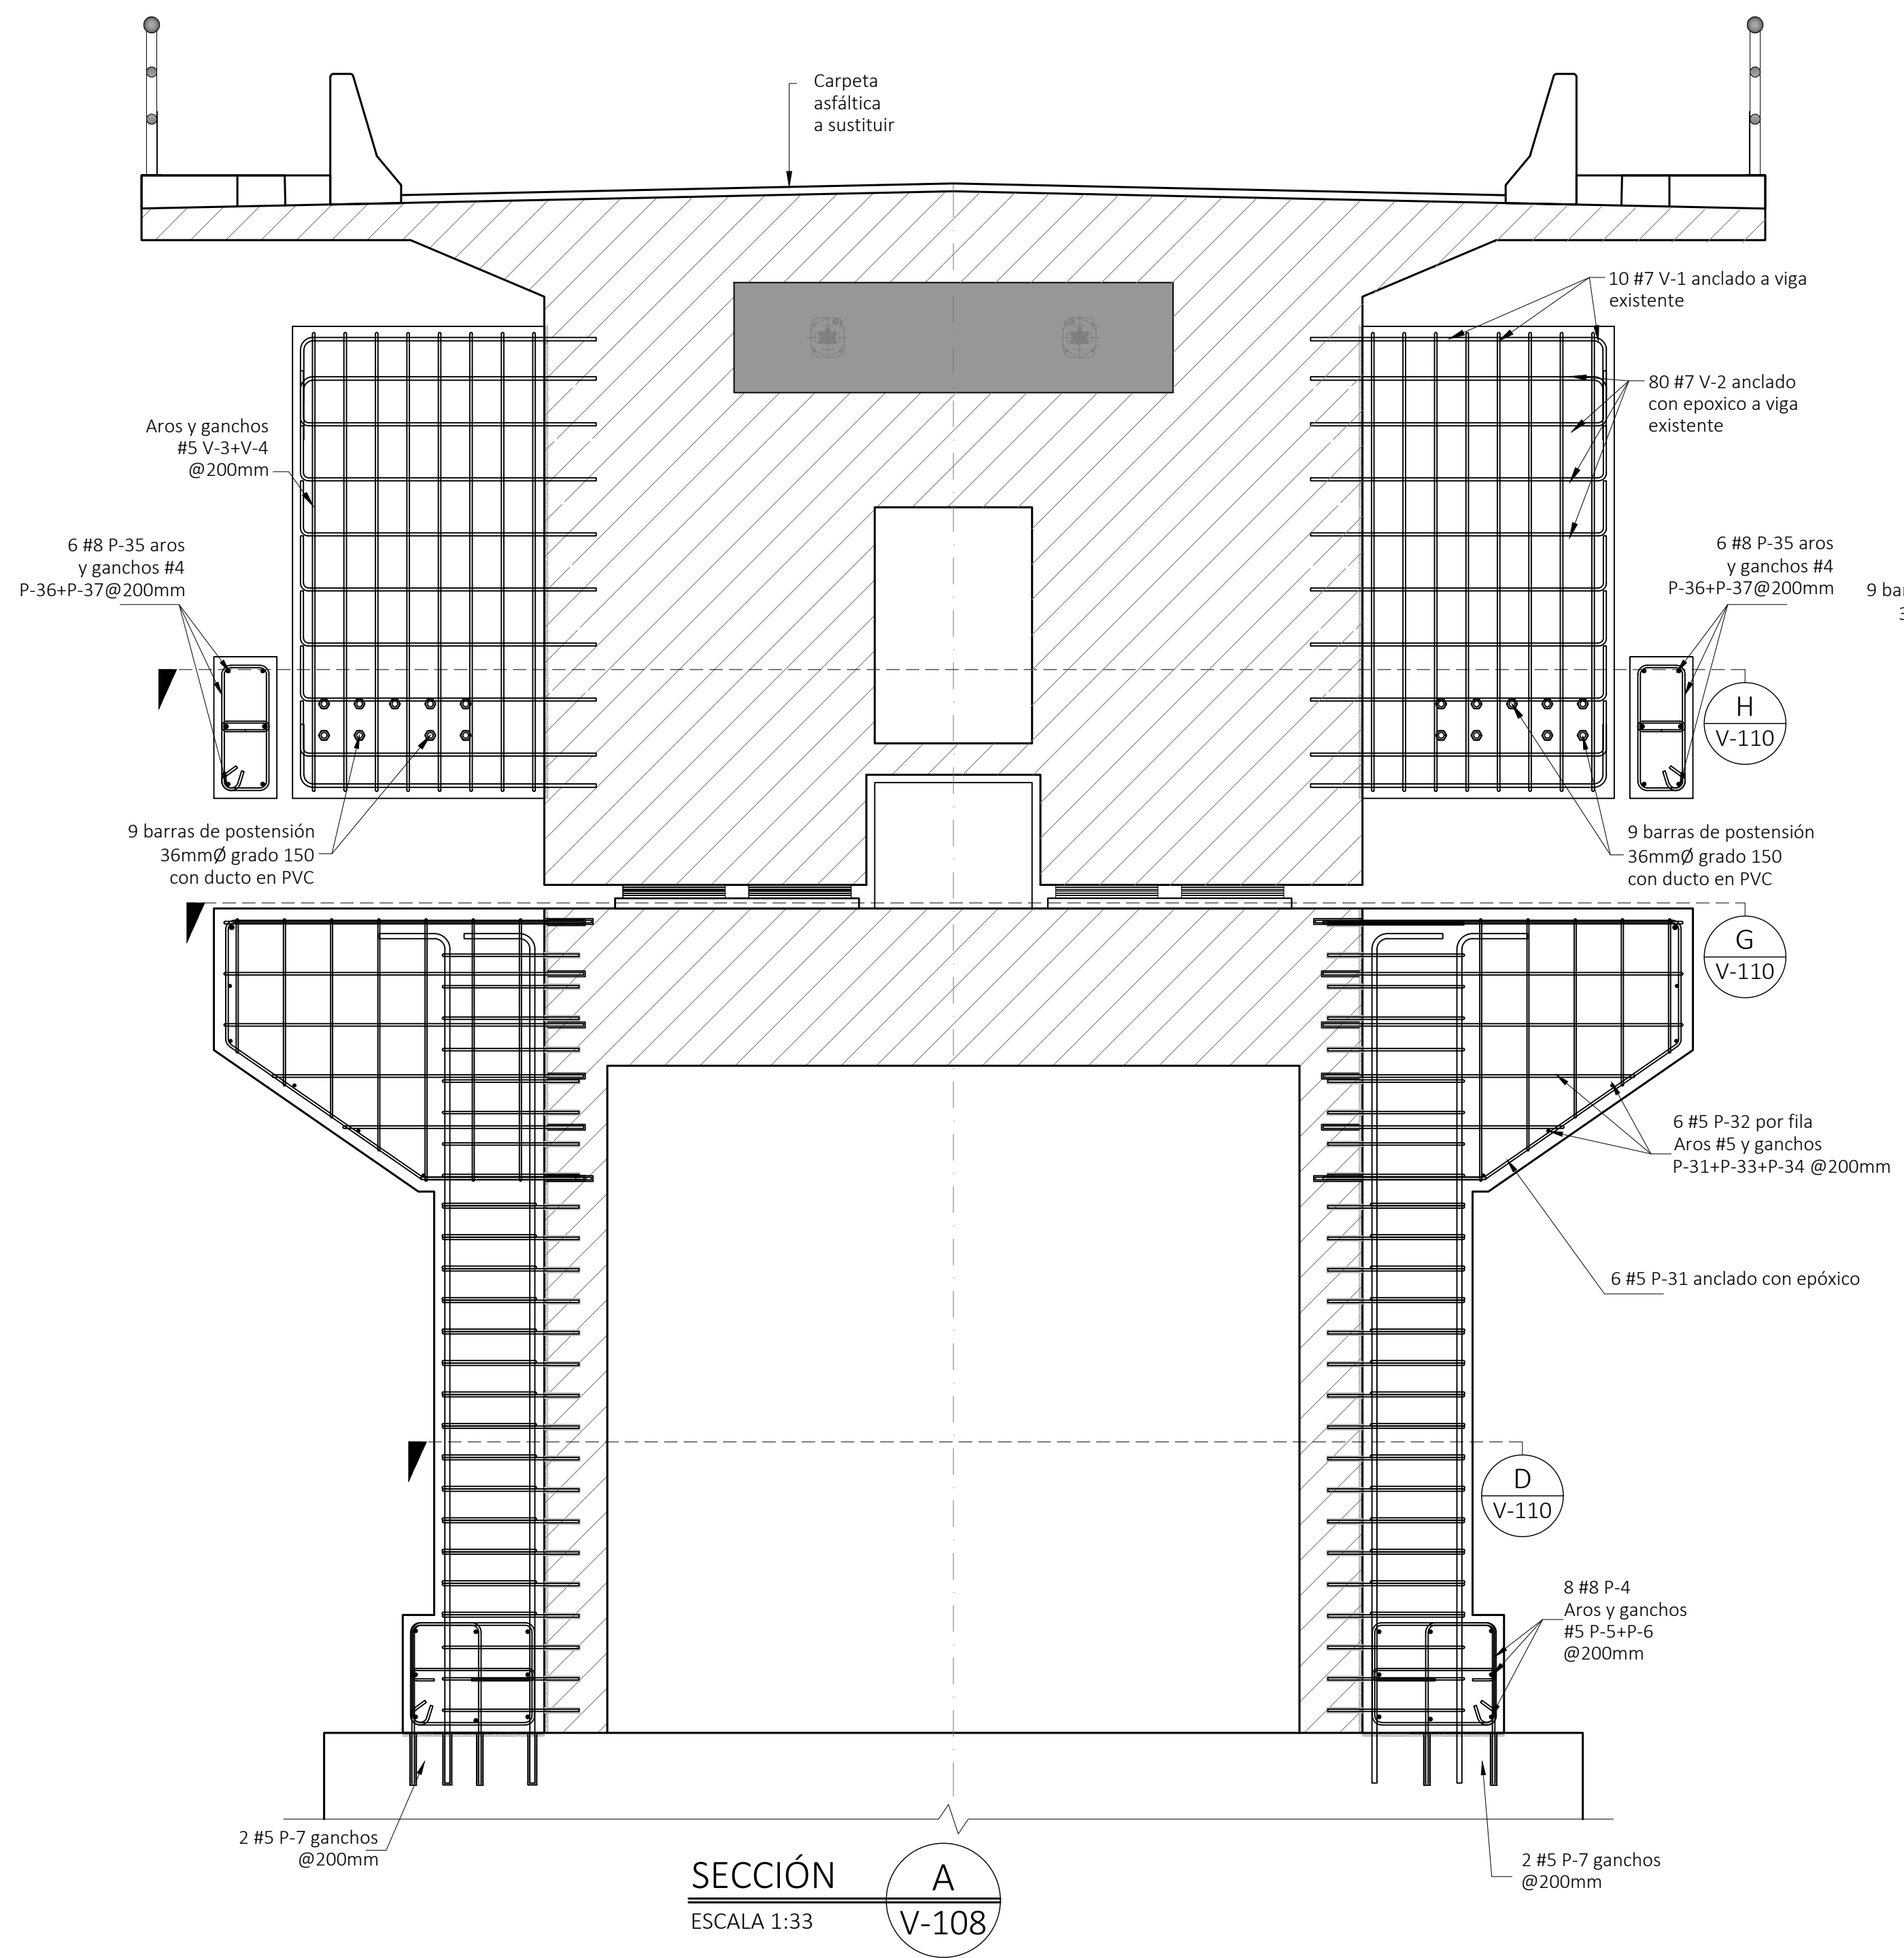 Carpeta
asfáltica
a sustituir
10 #7 V-1 anclado a viga
existente
80 #7 V-2 anclado
con epoxico a viga
existente
Aros y ganchos
#5 V-3+V-4
@200mm
6 #8 P-35 aros
y ganchos #4
P-36+P-37@200mm
6 #8 P-35 aros
y ganchos #4
P-36+P-37@200mm
9 bar
H
V-110
9 barras de postensión
36mmØ grado 150
con ducto en PVC
9 barras de postensión
36mmØ grado 150
con ducto en PVC
G
V-110
6 #5 P-32 por fila
Aros #5 y ganchos
P-31+P-33+P-34 @200mm
6 #5 P-31 anclado con epóxico
D
V-110
8 #8 P-4
Aros y ganchos
#5 P-5+P-6
@200mm
2 #5 P-7 ganchos
@200mm
2 #5 P-7 ganchos
@200mm
SECCIÓN
ESCALA 1:33
A
V-108